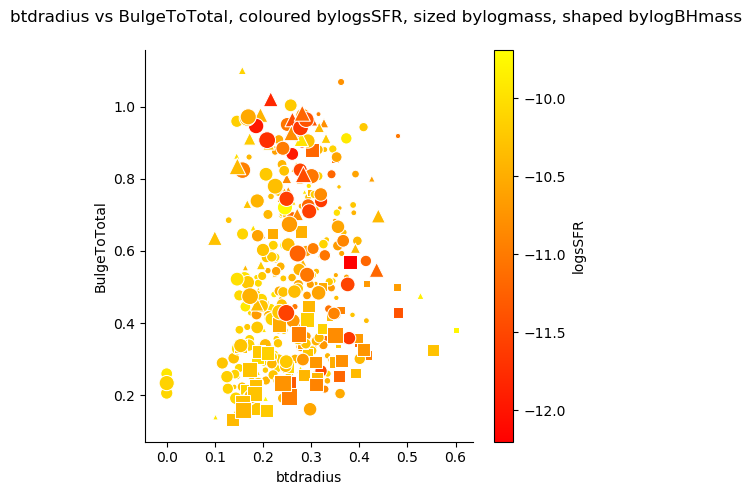 btdradius vs BulgeToTotal, coloured bylogsSFR, sized bylogmass, shaped bylogBHmass
1.0
0.8
0.6
0.4
0.2
BulgeToTotal
0.0 0.1 0.2 0.3 0.4 0.5 0.6
btdradius
−10.0
−10.5
−11.0
−11.5
−12.0
logsSFR